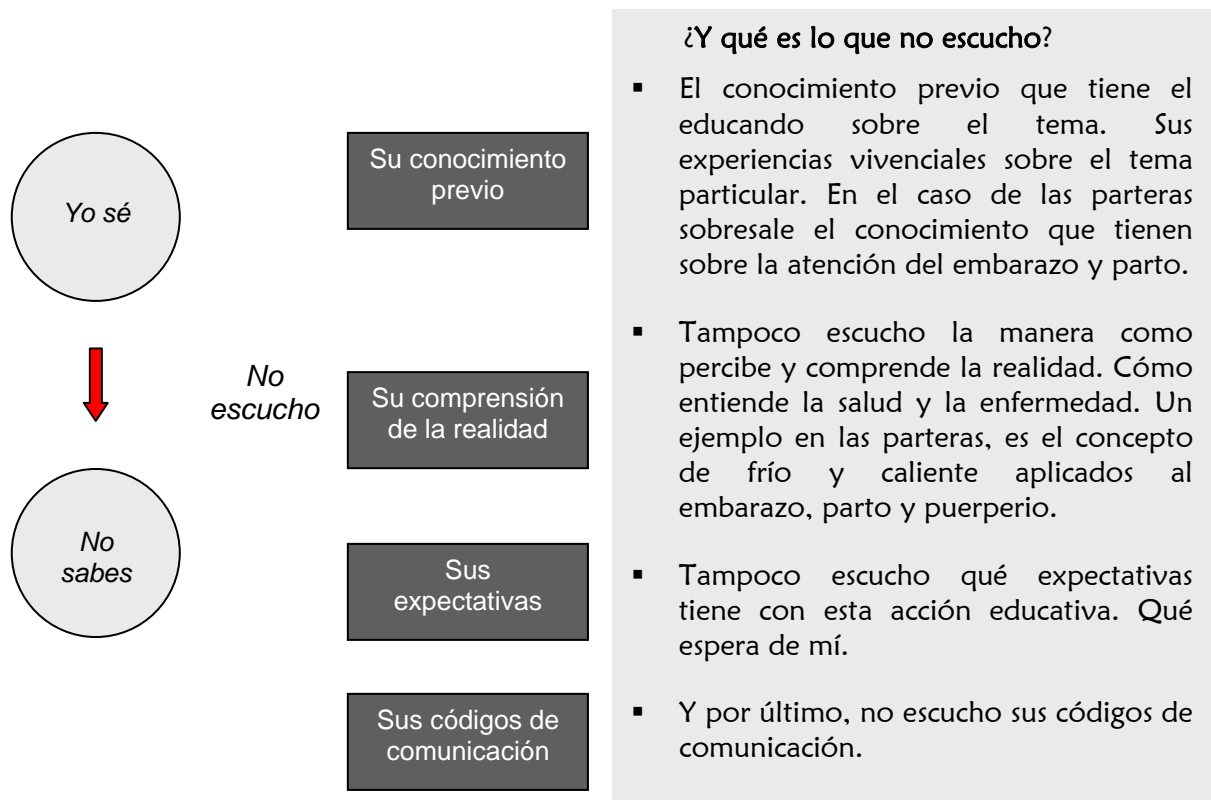 Yo sé
No
sabes
No
escucho
Su conocimiento
previo
Su comprensión
de la realidad
Sus
expectativas
Sus códigos de
comunicación
¿Y qué es lo que no escucho?
▪ El conocimiento previo que tiene el
educando sobre el tema. Sus
experiencias vivenciales sobre el tema
particular. En el caso de las parteras
sobresale el conocimiento que tienen
sobre la atención del embarazo y parto.
▪ Tampoco escucho la manera como
percibe y comprende la realidad. Cómo
entiende la salud y la enfermedad. Un
ejemplo en las parteras, es el concepto
de frío y caliente aplicados al
embarazo, parto y puerperio.
▪ Tampoco escucho qué expectativas
tiene con esta acción educativa. Qué
espera de mí.
▪ Y por último, no escucho sus códigos de
comunicación.